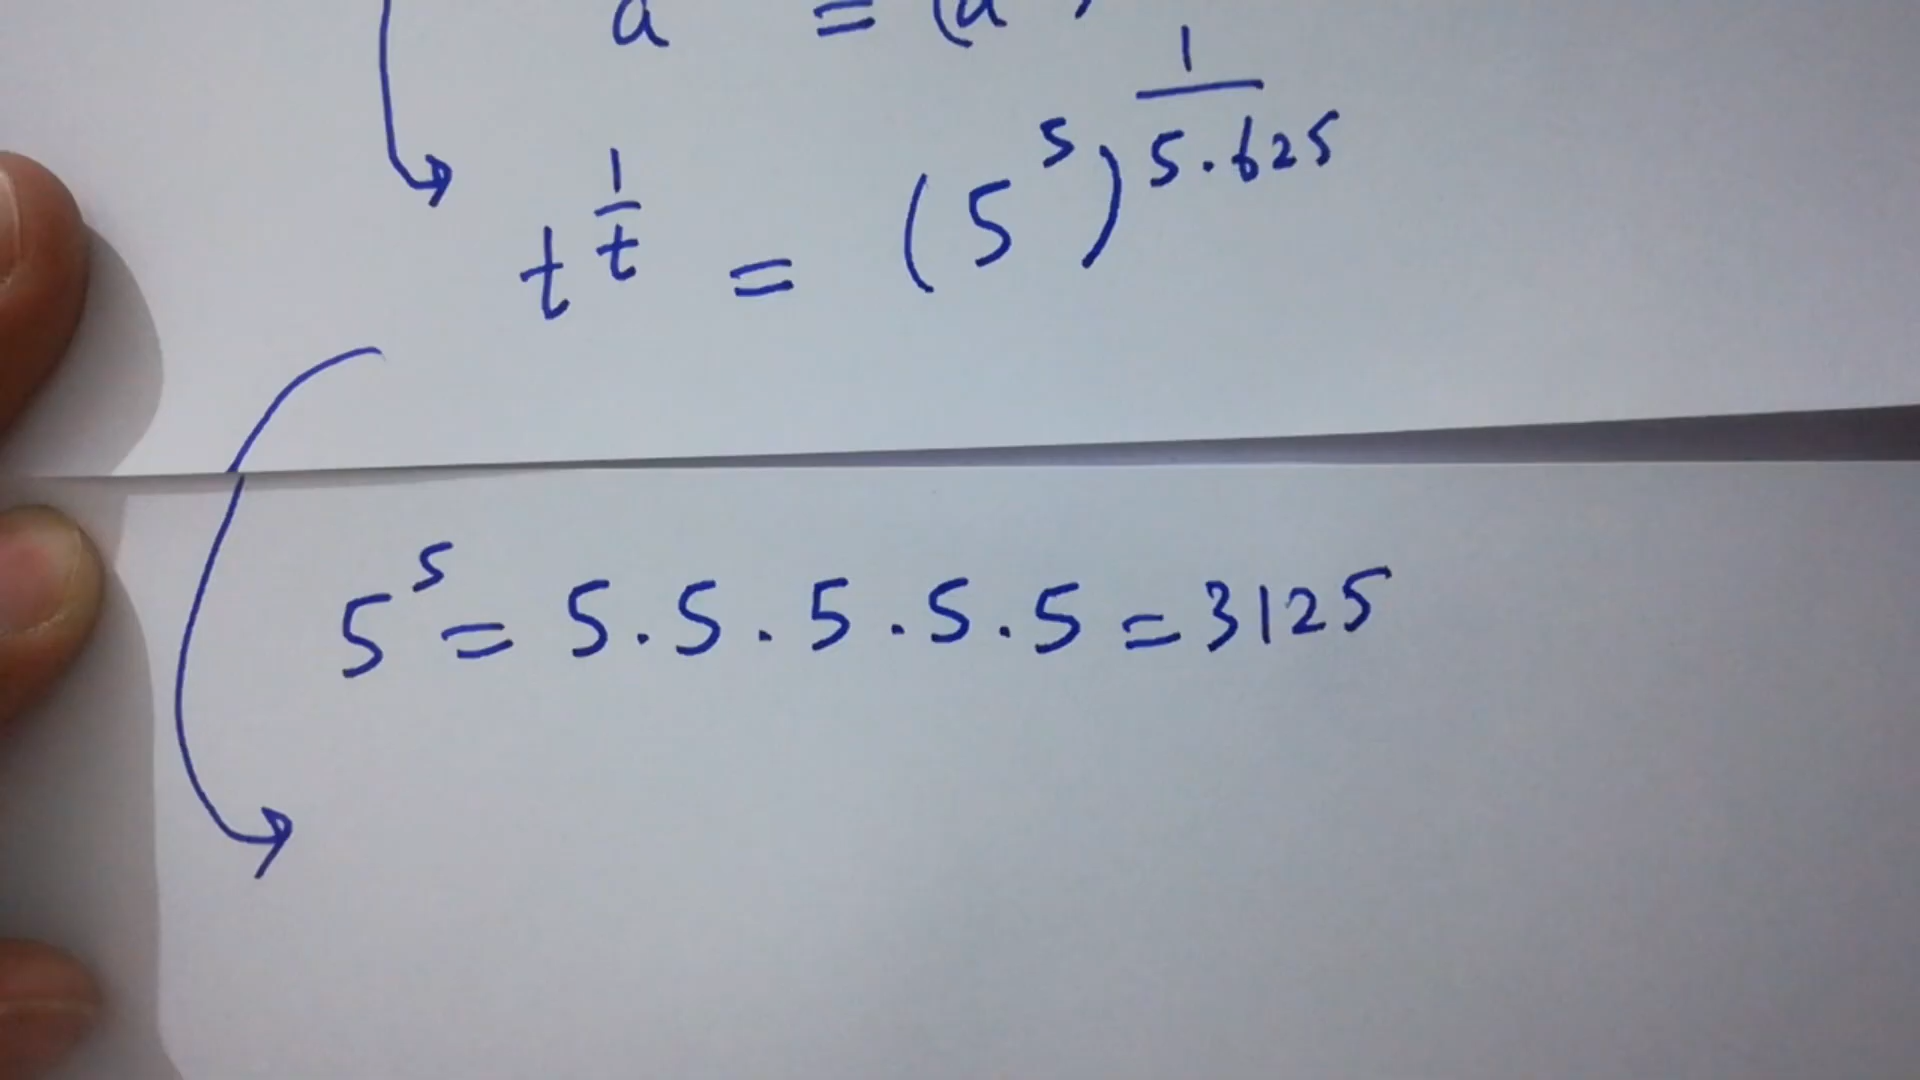 a = (a
t^(1/t) = (5^5)^(1/(5.625))
5^5 = 5.5.5.5.5 = 3125